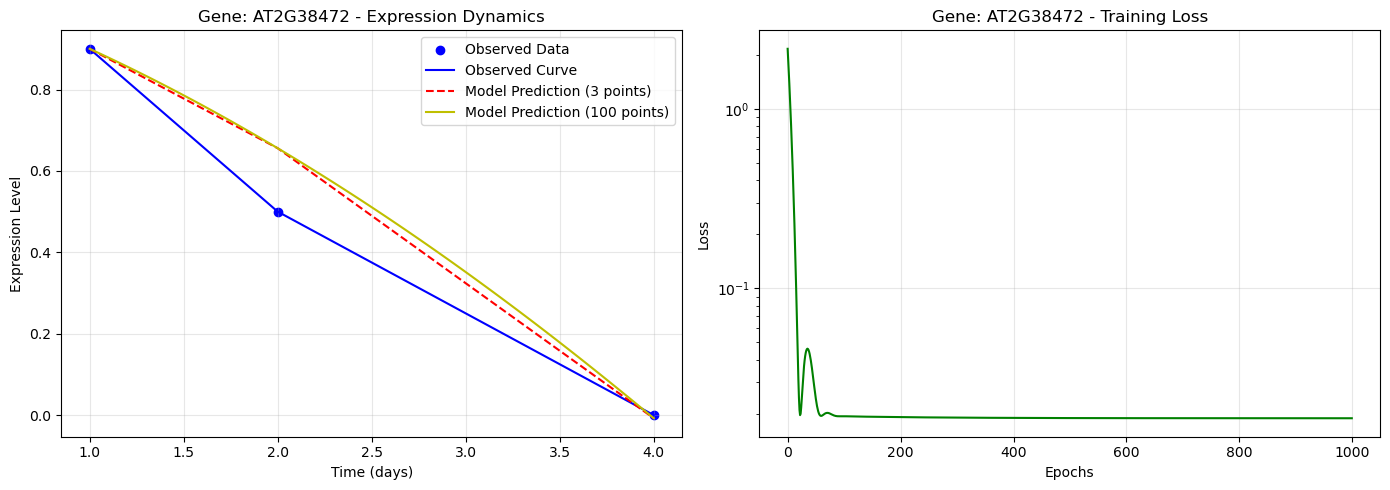 Gene: AT2G38472 - Expression Dynamics
Observed Data
Observed Curve
Model Prediction (3 points)
Model Prediction (100 points)
Expression Level
0.8
0.6
0.4
0.2
0.0
1.0 1.5 2.0 2.5 3.0 3.5 4.0
Time (days)
Gene: AT2G38472 - Training Loss
Loss
10^0
10^-1
0 200 400 600 800 1000
Epochs